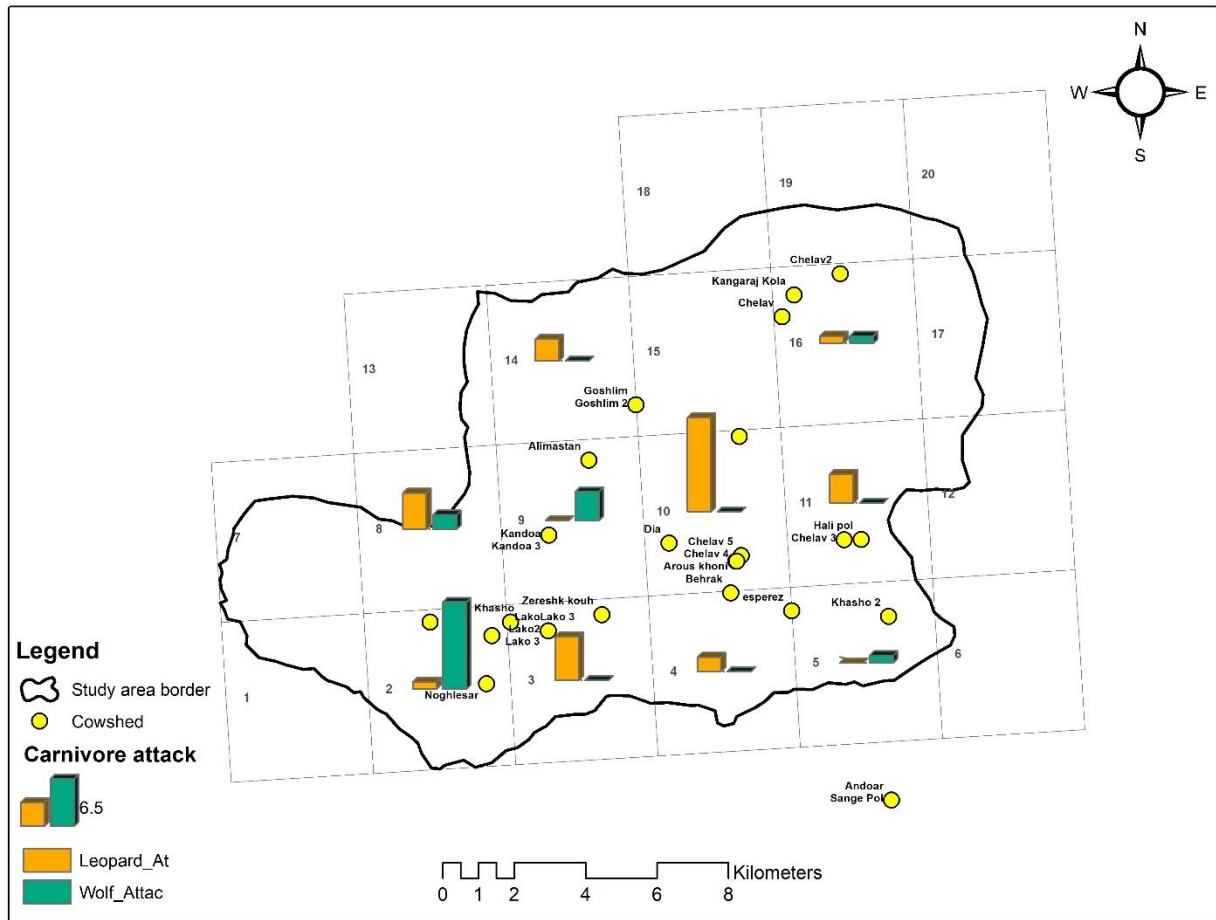 N
W E
S
18
19
20
Chelav2
Kangaraj Kola
Chelav
13
14
15
16
17
Goshlim
Goshlim 2
Alimastan
7
8
9
10
11
12
Kandoa
Kandoa 3
Dia
Chelav 5
Chelav 4
Arous khoni
Behrak
Hali pol
Chelav 3
Zereshk kouh
esperez
Khasho 2
Khasho
LakoLako 3
Lako2
Lako 3
Noghlesar
1
2
3
4
5
6
Andoar
Sange Pol
Legend
Study area border
Cowshed
Carnivore attack
6.5
Leopard_At
Wolf_Attac
Kilometers
0 1 2 4 6 8